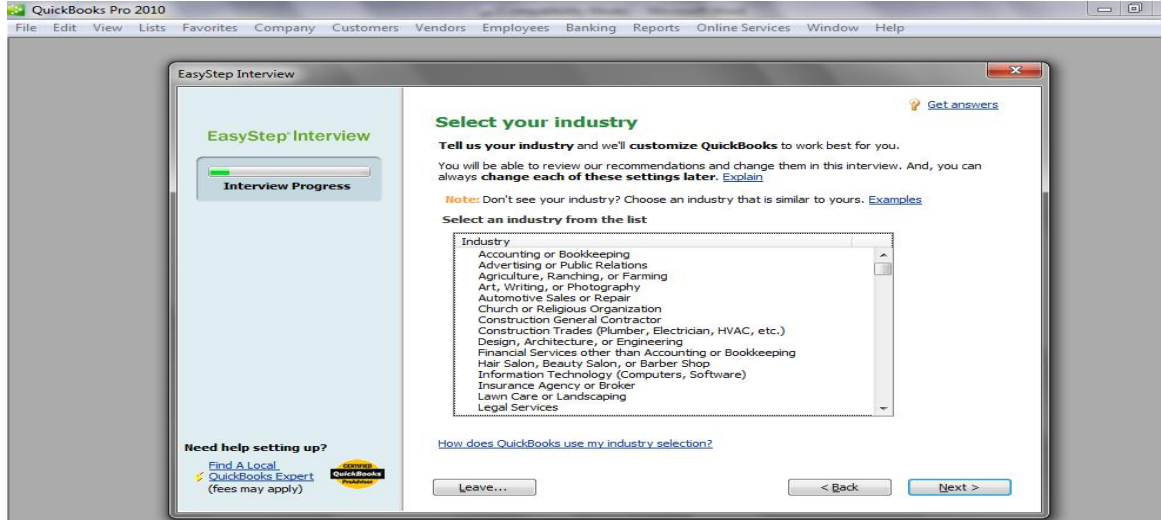 QuickBooks Pro 2010
File Edit View Lists Favorites Company Customers Vendors Employees Banking Reports Online Services Window Help
EasyStep Interview
Get answers
EasyStep Interview
Interview Progress
Select your industry
Tell us your industry and we'll customize QuickBooks to work best for you.
You will be able to review our recommendations and change them in this interview. And, you can
always change each of these settings later. Explain
Note: Don't see your industry? Choose an industry that is similar to yours. Examples
Select an industry from the list
Industry
Accounting or Bookkeeping
Advertising or Public Relations
Agriculture, Ranching, or Farming
Art, Writing, or Photography
Automotive Sales or Repair
Church or Religious Organization
Construction General Contractor
Construction Trades (Plumber, Electrician, HVAC, etc.)
Design, Architecture, or Engineering
Financial Services other than Accounting or Bookkeeping
Hair Salon, Beauty Salon, or Barber Shop
Information Technology (Computers, Software)
Insurance Agency or Broker
Lawn Care or Landscaping
Legal Services
How does QuickBooks use my industry selection?
Need help setting up?
Find A Local
QuickBooks Expert
(fees may apply)
CERTIFIED
QuickBooks
ProAdvisor
Leave...
< Back
Next >